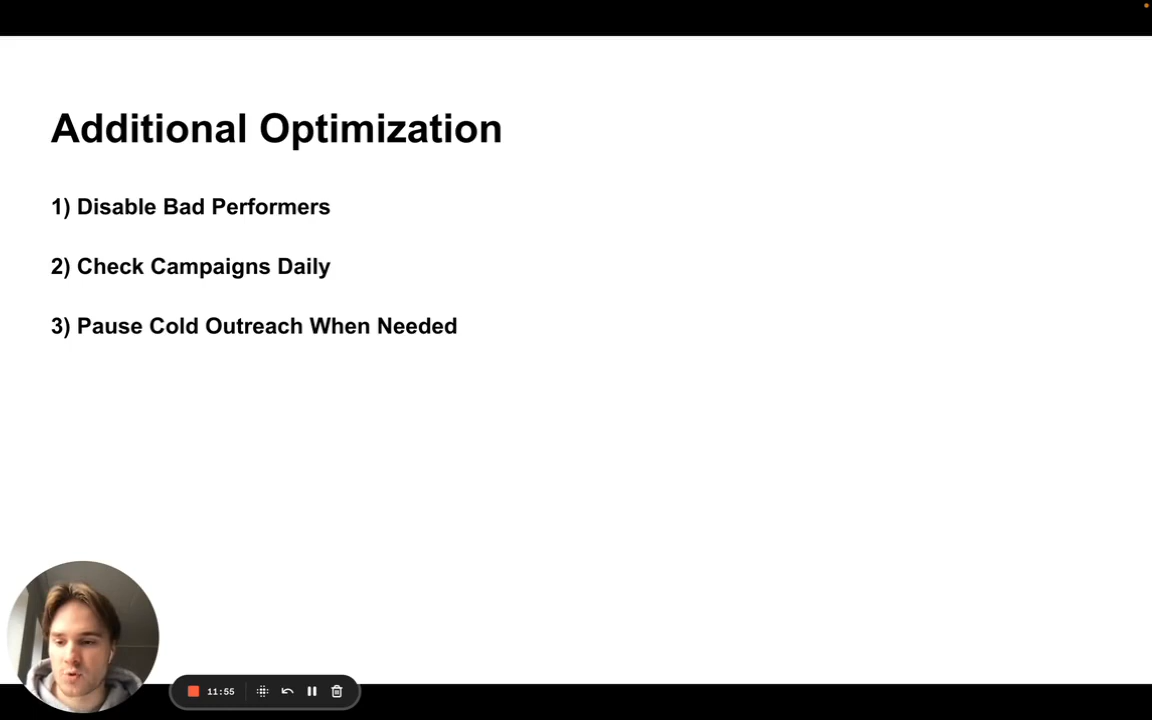 Additional Optimization
1) Disable Bad Performers
2) Check Campaigns Daily
3) Pause Cold Outreach When Needed
11:55